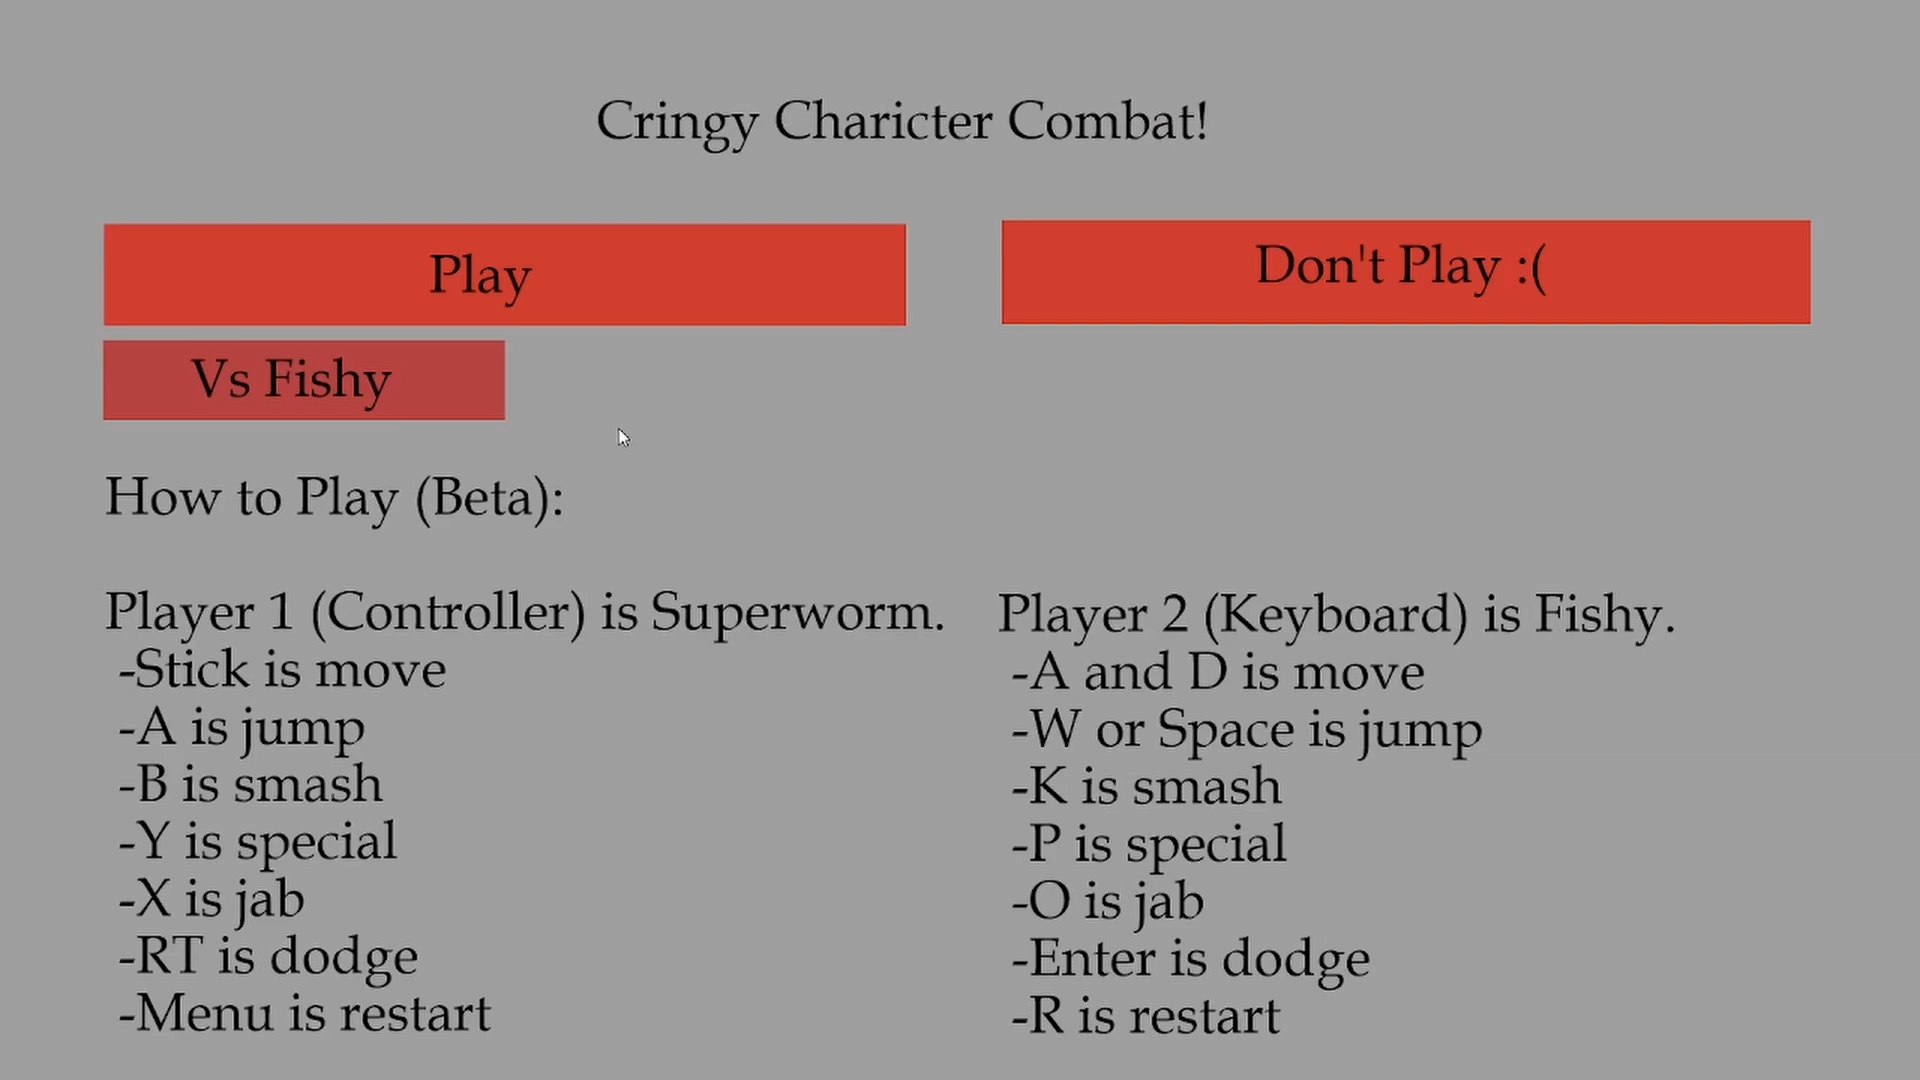 Cringy Charicter Combat!
Play
Don't Play :(
Vs Fishy
How to Play (Beta):
Player 1 (Controller) is Superworm.
-Stick is move
-A is jump
-B is smash
-Y is special
-X is jab
-RT is dodge
-Menu is restart
Player 2 (Keyboard) is Fishy.
-A and D is move
-W or Space is jump
-K is smash
-P is special
-O is jab
-Enter is dodge
-R is restart